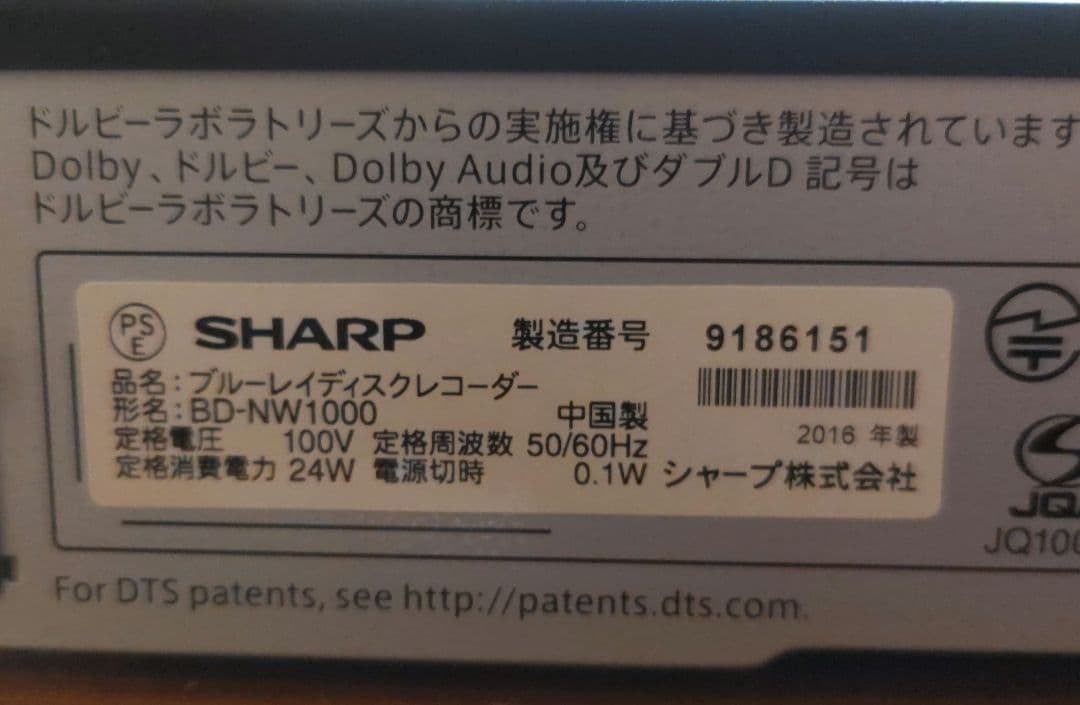 ドルビーラボラトリーズからの実施権に基づき製造されています
Dolby、ドルビー、Dolby Audio及びダブルD 記号は
ドルビーラボラトリーズの商標です。
PS
E
SHARP 製造番号 9186151
品名:ブルーレイディスクレコーダー
形名:BD-NW1000 中国製
2016 年製
定格電圧 100V 定格周波数 50/60Hz
定格消費電力 24W 電源切時 0.1W シャープ株式会社
JQA
JQ100
For DTS patents, see http://patents.dts.com.